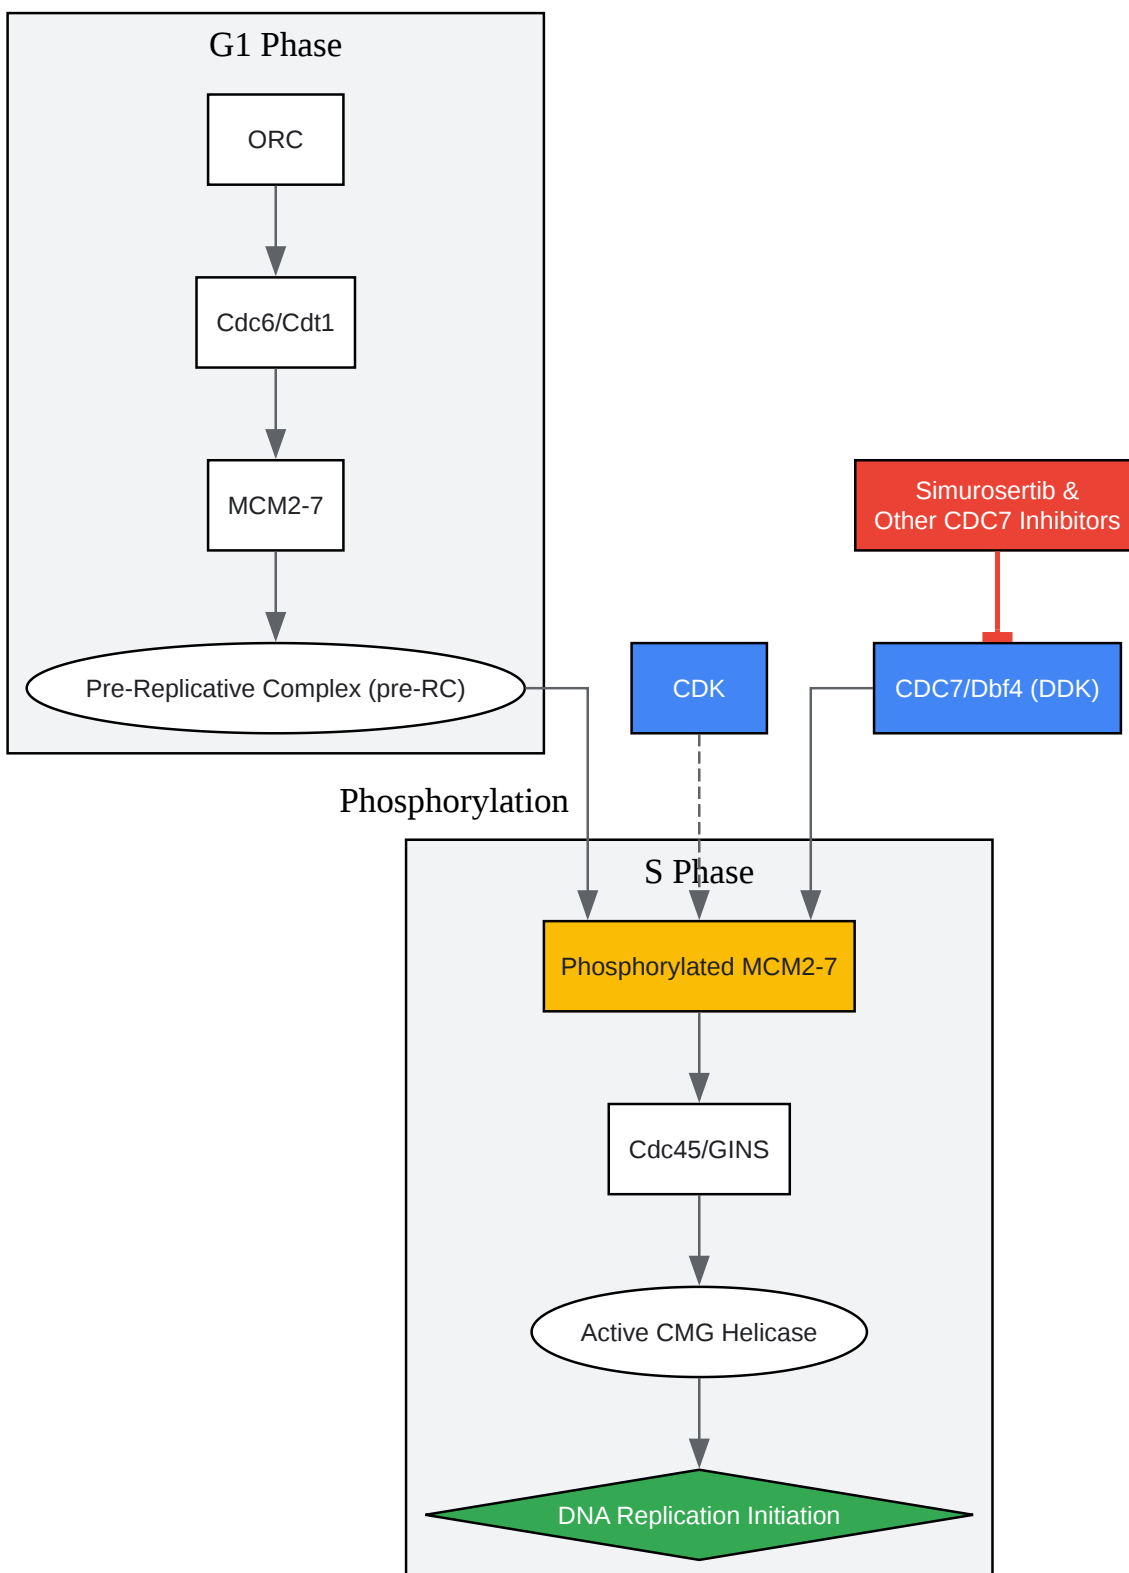 G1 Phase
ORC
Cdc6/Cdt1
MCM2-7
Pre-Replicative Complex (pre-RC)
Simurosertib &
Other CDC7 Inhibitors
CDK
CDC7/Dbf4 (DDK)
Phosphorylation
S Phase
Phosphorylated MCM2-7
Cdc45/GINS
Active CMG Helicase
DNA Replication Initiation